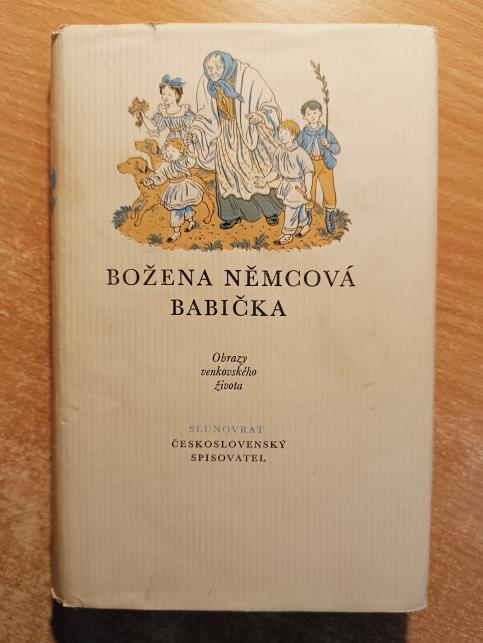 BOŽENA NĚMCOVÁ
BABIČKA
Obrazy
venkovského
života
SLUNOVRAT
ČESKOSLOVENSKÝ
SPISOVATEL